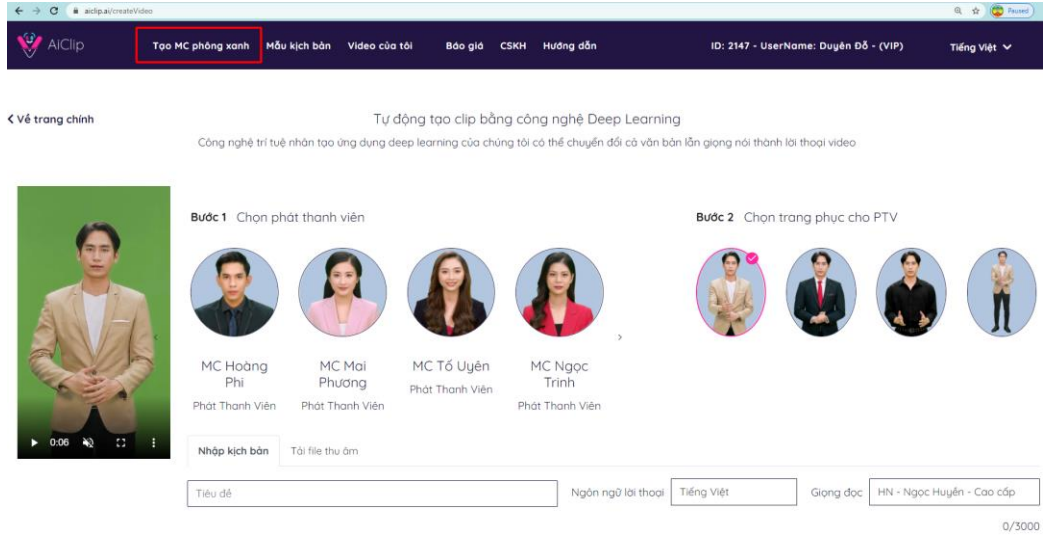 aiclip.ai/createVideo
Paused
AIClip
Tạo MC phông xanh Mẫu kịch bản Video của tôi Báo giá CSKH Hướng dẫn ID: 2147 - UserName: Duyên Đỗ - (VIP) Tiếng Việt
Về trang chính
Tự động tạo clip bằng công nghệ Deep Learning
Công nghệ trí tuệ nhân tạo ứng dụng deep learning của chúng tôi có thể chuyển đổi cả văn bản lẫn giọng nói thành lời thoại video
Bước 1 Chọn phát thanh viên
Bước 2 Chọn trang phục cho PTV
MC Hoàng
Phi
Phát Thanh Viên
MC Mai
Phương
Phát Thanh Viên
MC Tố Uyên
Phát Thanh Viên
MC Ngọc
Trinh
Phát Thanh Viên
0:06
Nhập kịch bản Tải file thu âm
Tiêu đề
Ngôn ngữ lời thoại Tiếng Việt Giọng đọc HN - Ngọc Huyền - Cao cấp
0/3000